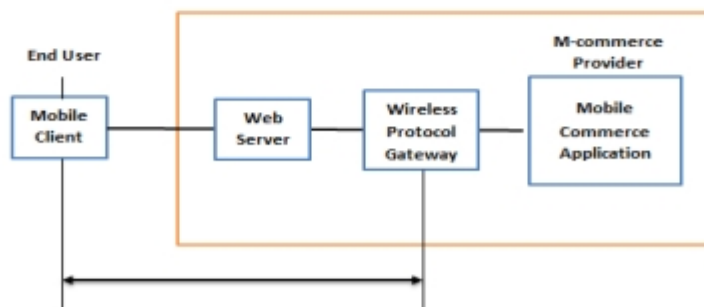 End User
Mobile
Client
Web
Server
Wireless
Protocol
Gateway
M-commerce
Provider
Mobile
Commerce
Application